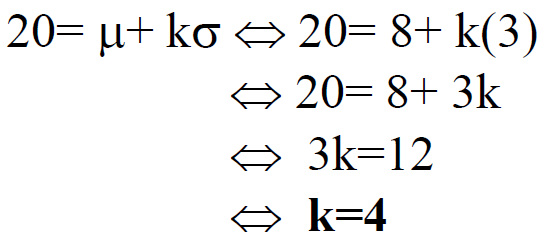 20= μ+ kσ ⇔ 20= 8+ k(3)
⇔ 20= 8+ 3k
⇔ 3k=12
⇔ k=4